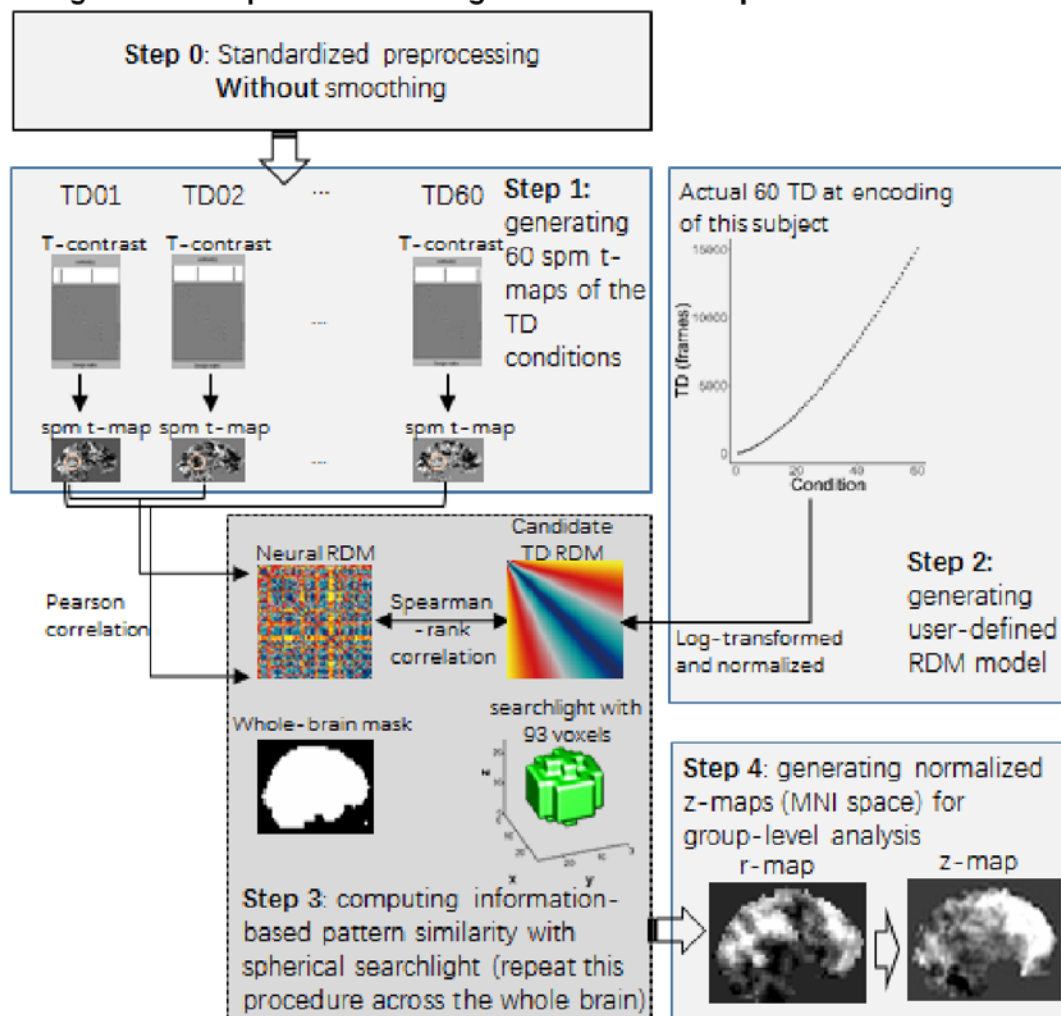 Step 0: Standardized preprocessing
Without smoothing
TD01 TD02 ... TD60
T-contrast T-contrast T-contrast
spm t-map spm t-map spm t-map
Step 1:
generating
60 spm t-
maps of the
TD
conditions
Actual 60 TD at encoding
of this subject
TD (frames)
15000
10000
5000
0
0 20 40 60
Condition
Step 2:
generating
user-defined
RDM model
Log-transformed
and normalized
Pearson
correlation
Neural RDM
Candidate
TD RDM
Spearman
-rank
correlation
Whole-brain mask
searchlight with
93 voxels
x
y
Step 3: computing information-
based pattern similarity with
spherical searchlight (repeat this
procedure across the whole brain)
Step 4: generating normalized
z-maps (MNI space) for
group-level analysis
r-map z-map